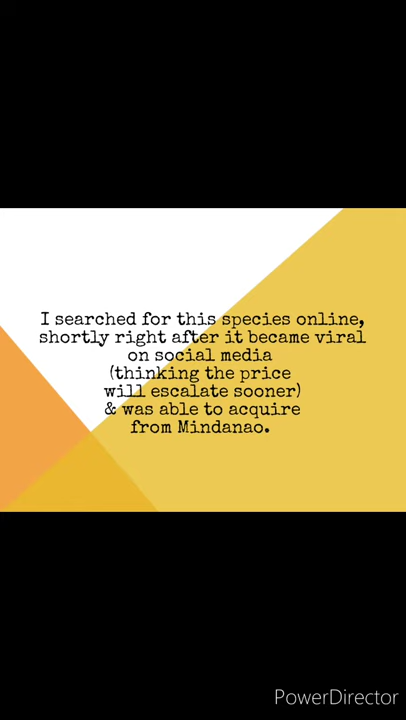 I searched for this species online,
shortly right after it became viral
on social media
(thinking the price
will escalate sooner)
& was able to acquire
from Mindanao.
PowerDirector